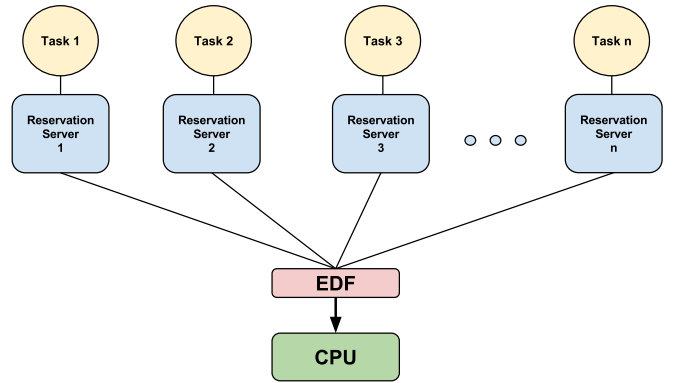 Task 1
Task 2
Task 3
Task n
Reservation
Server
1
Reservation
Server
2
Reservation
Server
3
Reservation
Server
n
EDF
CPU